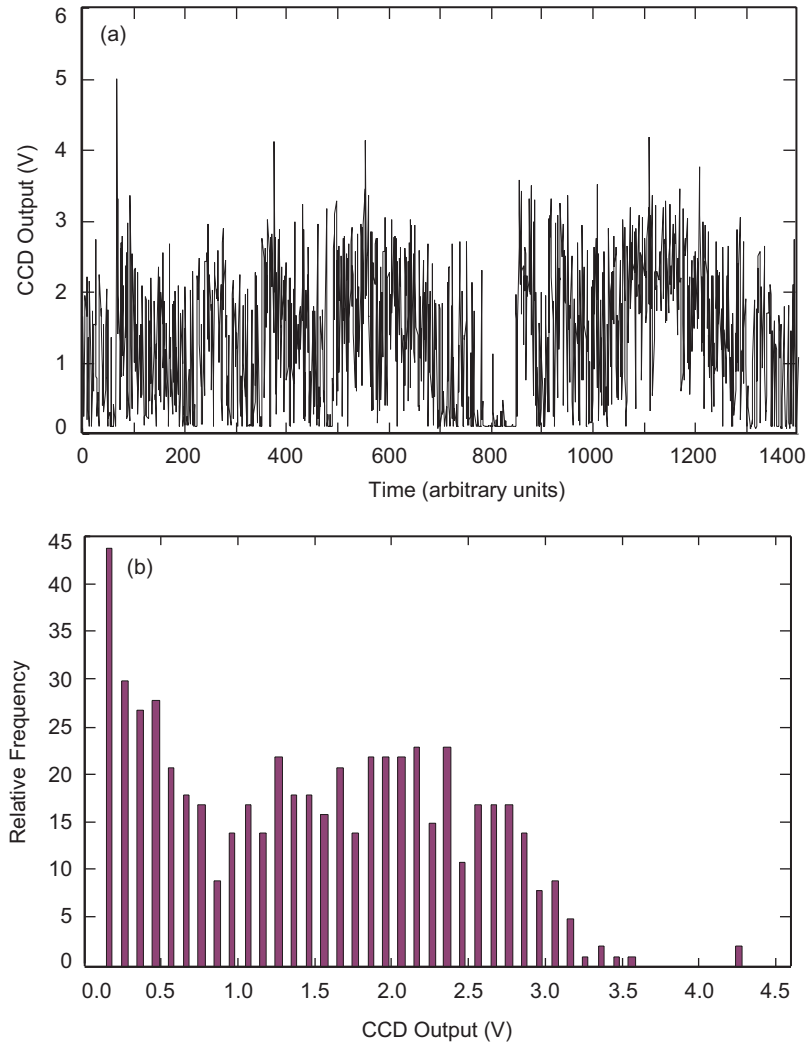 (a)
6
5
4
3
2
1
0
CCD Output (V)
0 200 400 600 800 1000 1200 1400
Time (arbitrary units)
(b)
45
40
35
30
25
20
15
10
5
0
Relative Frequency
0.0 0.5 1.0 1.5 2.0 2.5 3.0 3.5 4.0 4.5
CCD Output (V)